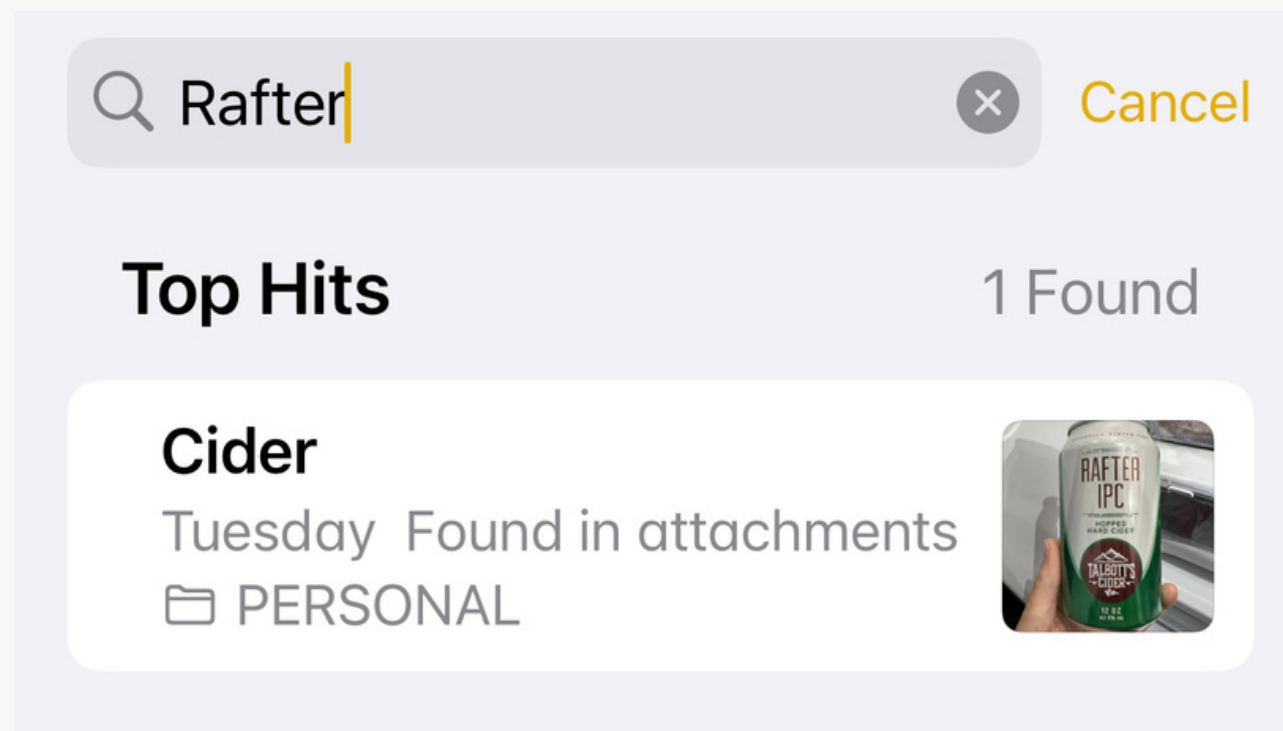 Rafter
Cancel
Top Hits
1 Found
Cider
Tuesday Found in attachments
PERSONAL
RAFTER
IPC
HOPPED
HARD CIDER
TALBOTT'S
CIDER
12 OZ